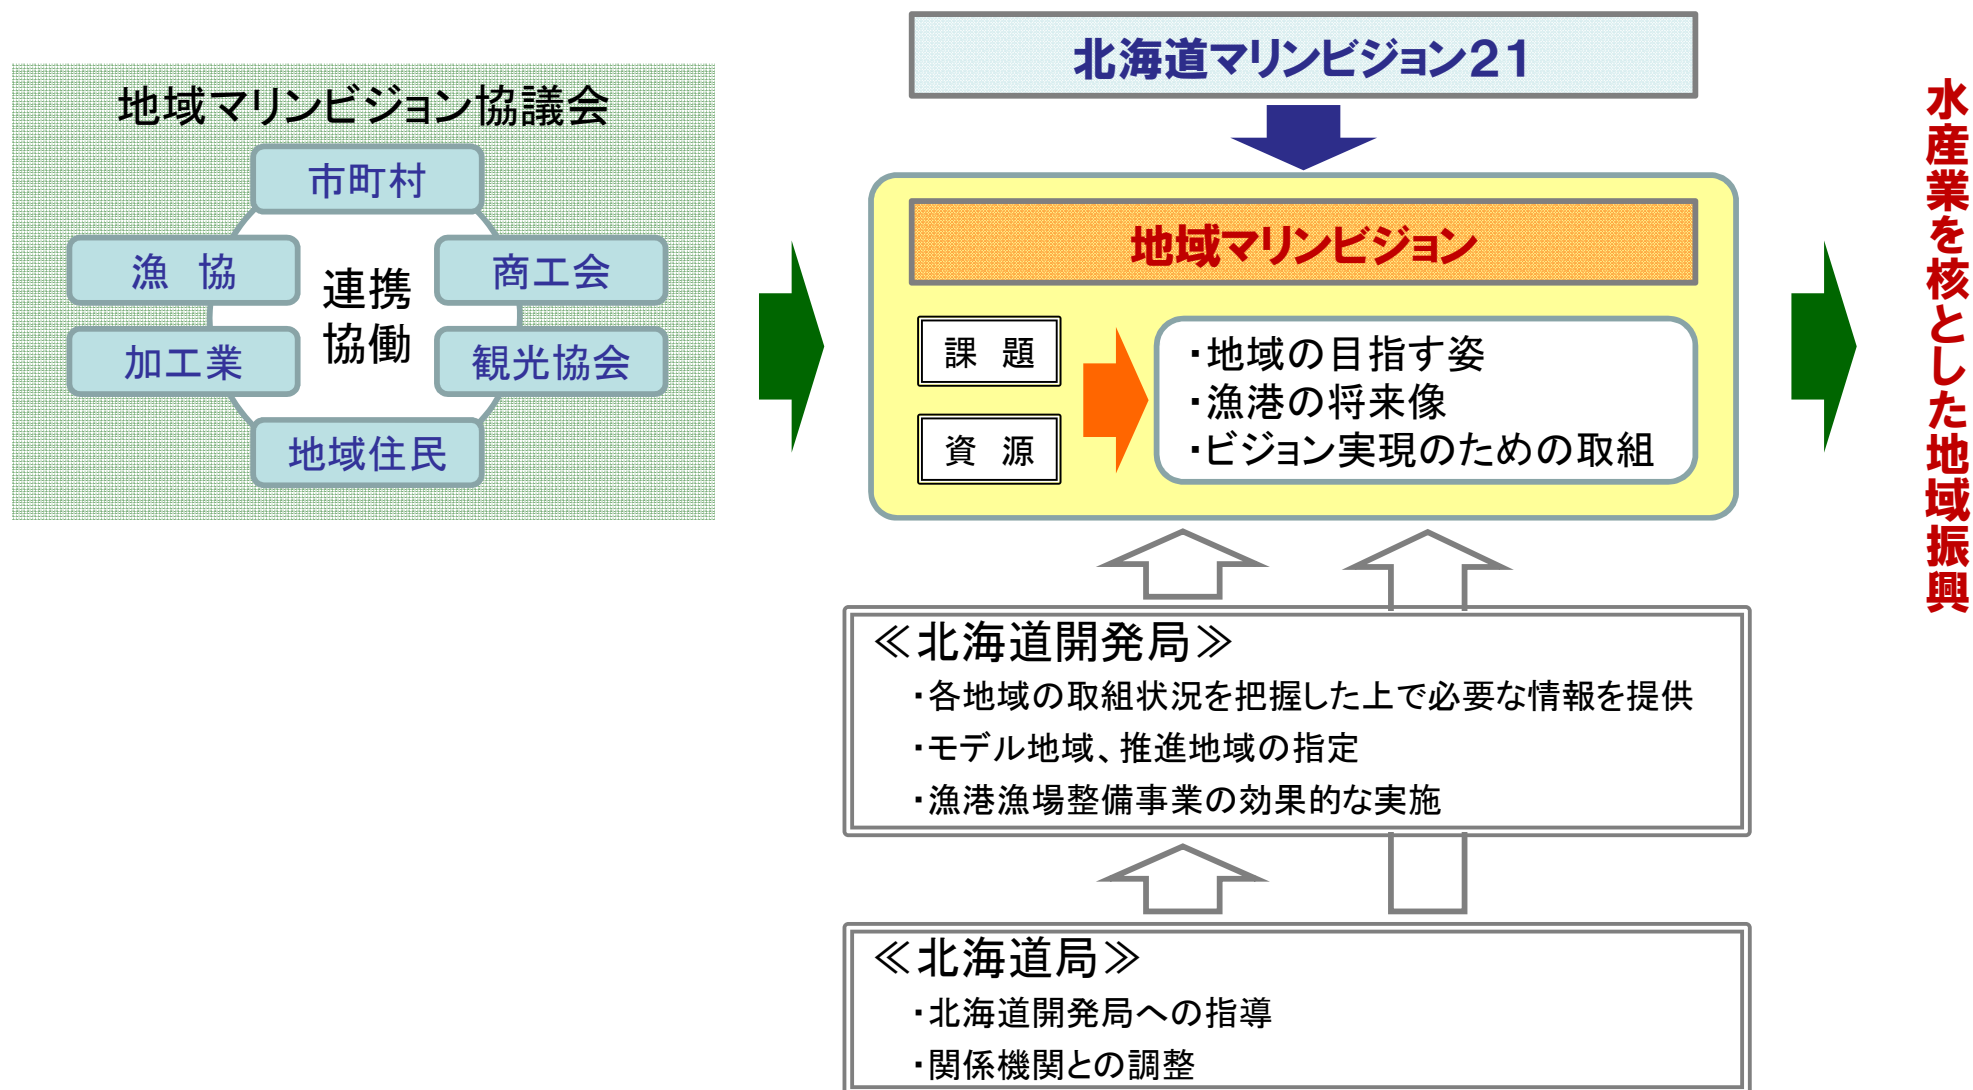 地域マリンビジョン協議会
市町村
漁　協
商工会
連携
協働
加工業
観光協会
地域住民
北海道マリンビジョン２１
地域マリンビジョン
課　題
資　源
・地域の目指す姿
・漁港の将来像
・ビジョン実現のための取組
≪北海道開発局≫
・各地域の取組状況を把握した上で必要な情報を提供
・モデル地域、推進地域の指定
・漁港漁場整備事業の効果的な実施
≪北海道局≫
・北海道開発局への指導
・関係機関との調整
水産業を核とした地域振興